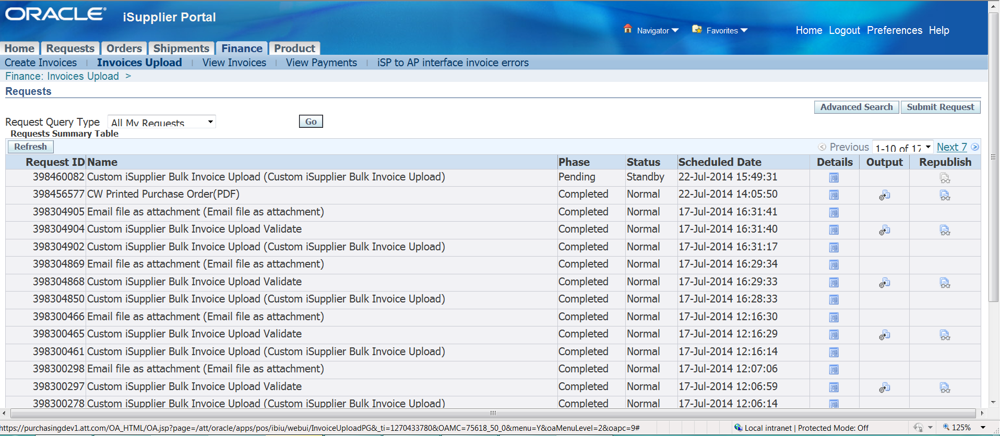 ORACLE® iSupplier Portal
Navigator Favorites Home Logout Preferences Help
Home Requests Orders Shipments Finance Product
Create Invoices | Invoices Upload | View Invoices | View Payments | iSP to AP interface invoice errors
Finance: Invoices Upload >
Requests
Advanced Search Submit Request
Request Query Type All My Requests Go
Requests Summary Table
Refresh Previous 1-10 of 17 Next 7
Request ID Name Phase Status Scheduled Date Details Output Republish
398460082 Custom iSupplier Bulk Invoice Upload (Custom iSupplier Bulk Invoice Upload) Pending Standby 22-Jul-2014 15:49:31
398456577 CW Printed Purchase Order(PDF) Completed Normal 22-Jul-2014 14:05:50
398304905 Email file as attachment (Email file as attachment) Completed Normal 17-Jul-2014 16:31:41
398304904 Custom iSupplier Bulk Invoice Upload Validate Completed Normal 17-Jul-2014 16:31:40
398304902 Custom iSupplier Bulk Invoice Upload (Custom iSupplier Bulk Invoice Upload) Completed Normal 17-Jul-2014 16:31:17
398304869 Email file as attachment (Email file as attachment) Completed Normal 17-Jul-2014 16:29:34
398304868 Custom iSupplier Bulk Invoice Upload Validate Completed Normal 17-Jul-2014 16:29:33
398304850 Custom iSupplier Bulk Invoice Upload (Custom iSupplier Bulk Invoice Upload) Completed Normal 17-Jul-2014 16:28:33
398300466 Email file as attachment (Email file as attachment) Completed Normal 17-Jul-2014 12:16:30
398300465 Custom iSupplier Bulk Invoice Upload Validate Completed Normal 17-Jul-2014 12:16:29
398300461 Custom iSupplier Bulk Invoice Upload (Custom iSupplier Bulk Invoice Upload) Completed Normal 17-Jul-2014 12:16:14
398300298 Email file as attachment (Email file as attachment) Completed Normal 17-Jul-2014 12:07:06
398300297 Custom iSupplier Bulk Invoice Upload Validate Completed Normal 17-Jul-2014 12:06:59
398300278 Custom iSupplier Bulk Invoice Upload (Custom iSupplier Bulk Invoice Upload) Completed Normal 17-Jul-2014 12:06:14
https://purchasingdev1.att.com/OA_HTML/OA.jsp?page=/att/oracle/apps/pos/ibiu/webui/InvoiceUploadPG&_ti=1270433780&OAMC=75618_50_0&menu=Y&oaMenuLevel=2&oapc=9# Local intranet | Protected Mode: Off 125%